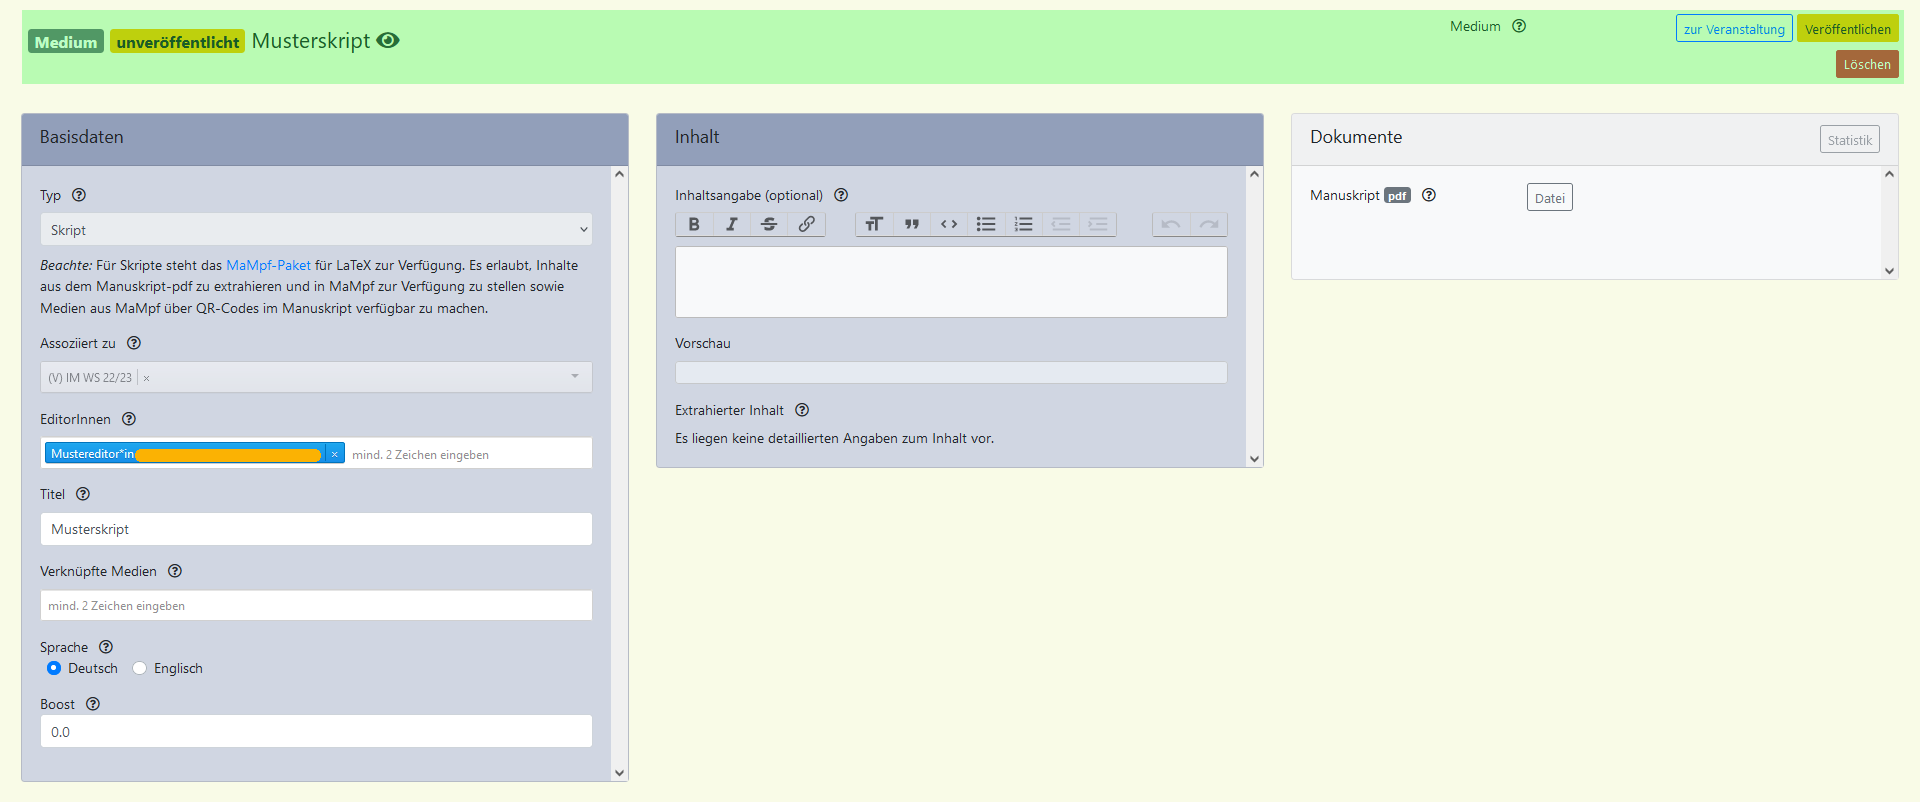 Medium unveröffentlicht Musterskript
Medium
zur Veranstaltung
Veröffentlichen
Löschen
Basisdaten
Typ
Skript
Beachte: Für Skripte steht das MaMpf-Paket für LaTeX zur Verfügung. Es erlaubt, Inhalte
aus dem Manuskript-pdf zu extrahieren und in MaMpf zur Verfügung zu stellen sowie
Medien aus MaMpf über QR-Codes im Manuskript verfügbar zu machen.
Assoziiert zu
(V) IM WS 22/23 ×
EditorInnen
Mustereditor*in × mind. 2 Zeichen eingeben
Titel
Musterskript
Verknüpfte Medien
mind. 2 Zeichen eingeben
Sprache
Deutsch Englisch
Boost
0.0
Inhalt
Inhaltsangabe (optional)
Vorschau
Extrahierter Inhalt
Es liegen keine detaillierten Angaben zum Inhalt vor.
Dokumente
Statistik
Manuskript pdf
Datei